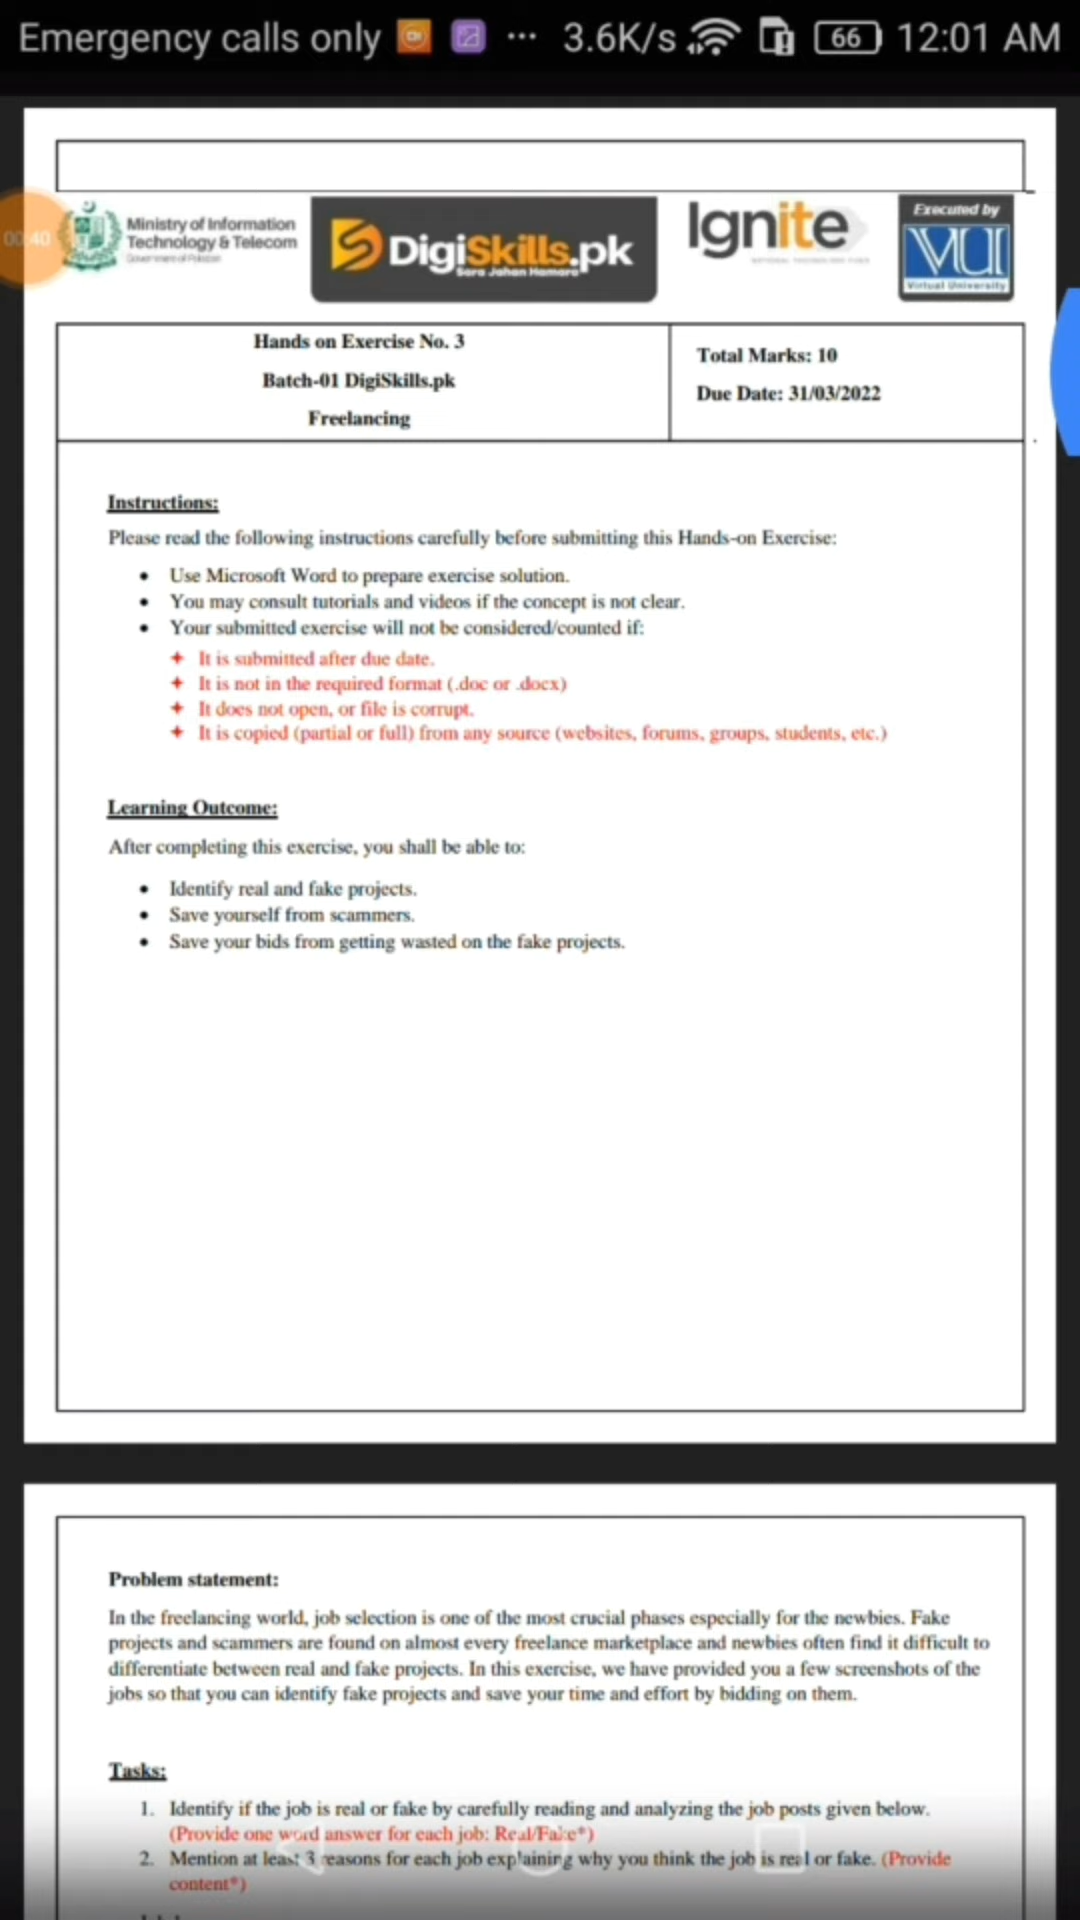 Emergency calls only ... 3.6K/s 66 12:01 AM
00:40
Ministry of Information
Technology & Telecom
Government of Pakistan
DigiSkills.pk
Sara Jahan Hamara
Ignite
Executed by
VU
Virtual University
Hands on Exercise No. 3
Batch-01 DigiSkills.pk
Freelancing
Total Marks: 10
Due Date: 31/03/2022
Instructions:
Please read the following instructions carefully before submitting this Hands-on Exercise:
• Use Microsoft Word to prepare exercise solution.
• You may consult tutorials and videos if the concept is not clear.
• Your submitted exercise will not be considered/counted if:
+ It is submitted after due date.
+ It is not in the required format (.doc or .docx)
+ It does not open, or file is corrupt.
+ It is copied (partial or full) from any source (websites, forums, groups, students, etc.)
Learning Outcome:
After completing this exercise, you shall be able to:
• Identify real and fake projects.
• Save yourself from scammers.
• Save your bids from getting wasted on the fake projects.
Problem statement:
In the freelancing world, job selection is one of the most crucial phases especially for the newbies. Fake
projects and scammers are found on almost every freelance marketplace and newbies often find it difficult to
differentiate between real and fake projects. In this exercise, we have provided you a few screenshots of the
jobs so that you can identify fake projects and save your time and effort by bidding on them.
Tasks:
1. Identify if the job is real or fake by carefully reading and analyzing the job posts given below.
(Provide one word answer for each job: Real/Fake*)
2. Mention at least 3 reasons for each job explaining why you think the job is real or fake. (Provide
content*)